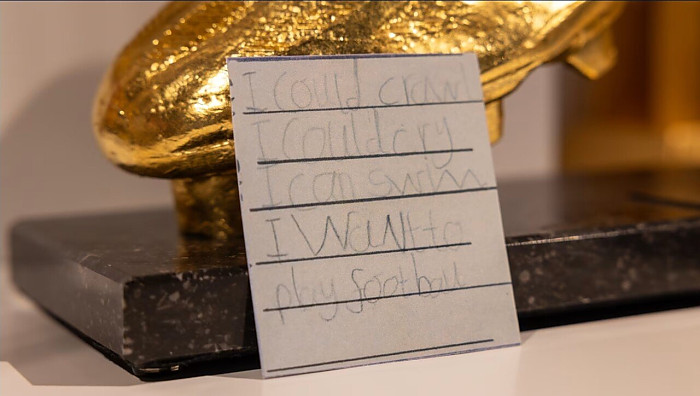 I could crawl
I could cry
I can swim
I want to
play football